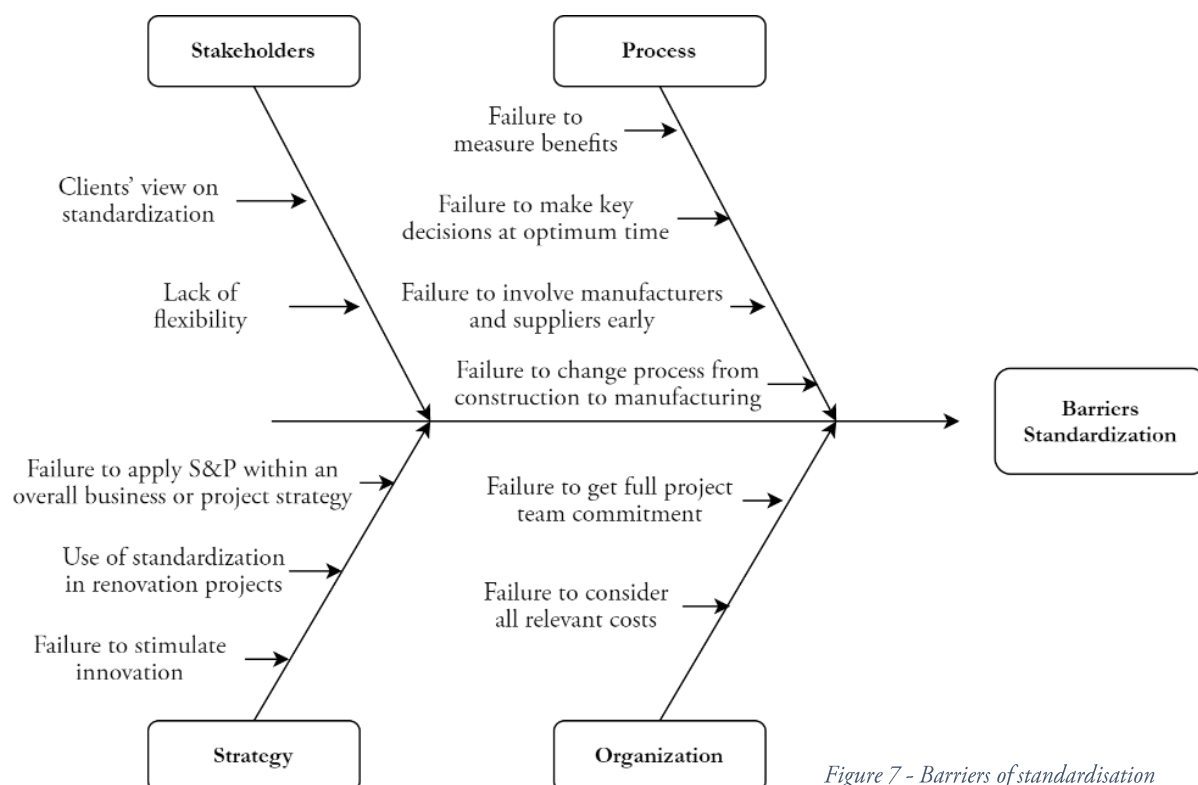 Stakeholders
Process
Failure to
measure benefits
Clients’ view on
standardization
Failure to make key
decisions at optimum time
Lack of
flexibility
Failure to involve manufacturers
and suppliers early
Failure to change process from
construction to manufacturing
Barriers
Standardization
Failure to apply S&P within an
overall business or project strategy
Failure to get full project
team commitment
Use of standardization
in renovation projects
Failure to consider
all relevant costs
Failure to stimulate
innovation
Strategy
Organization
Figure 7 - Barriers of standardisation